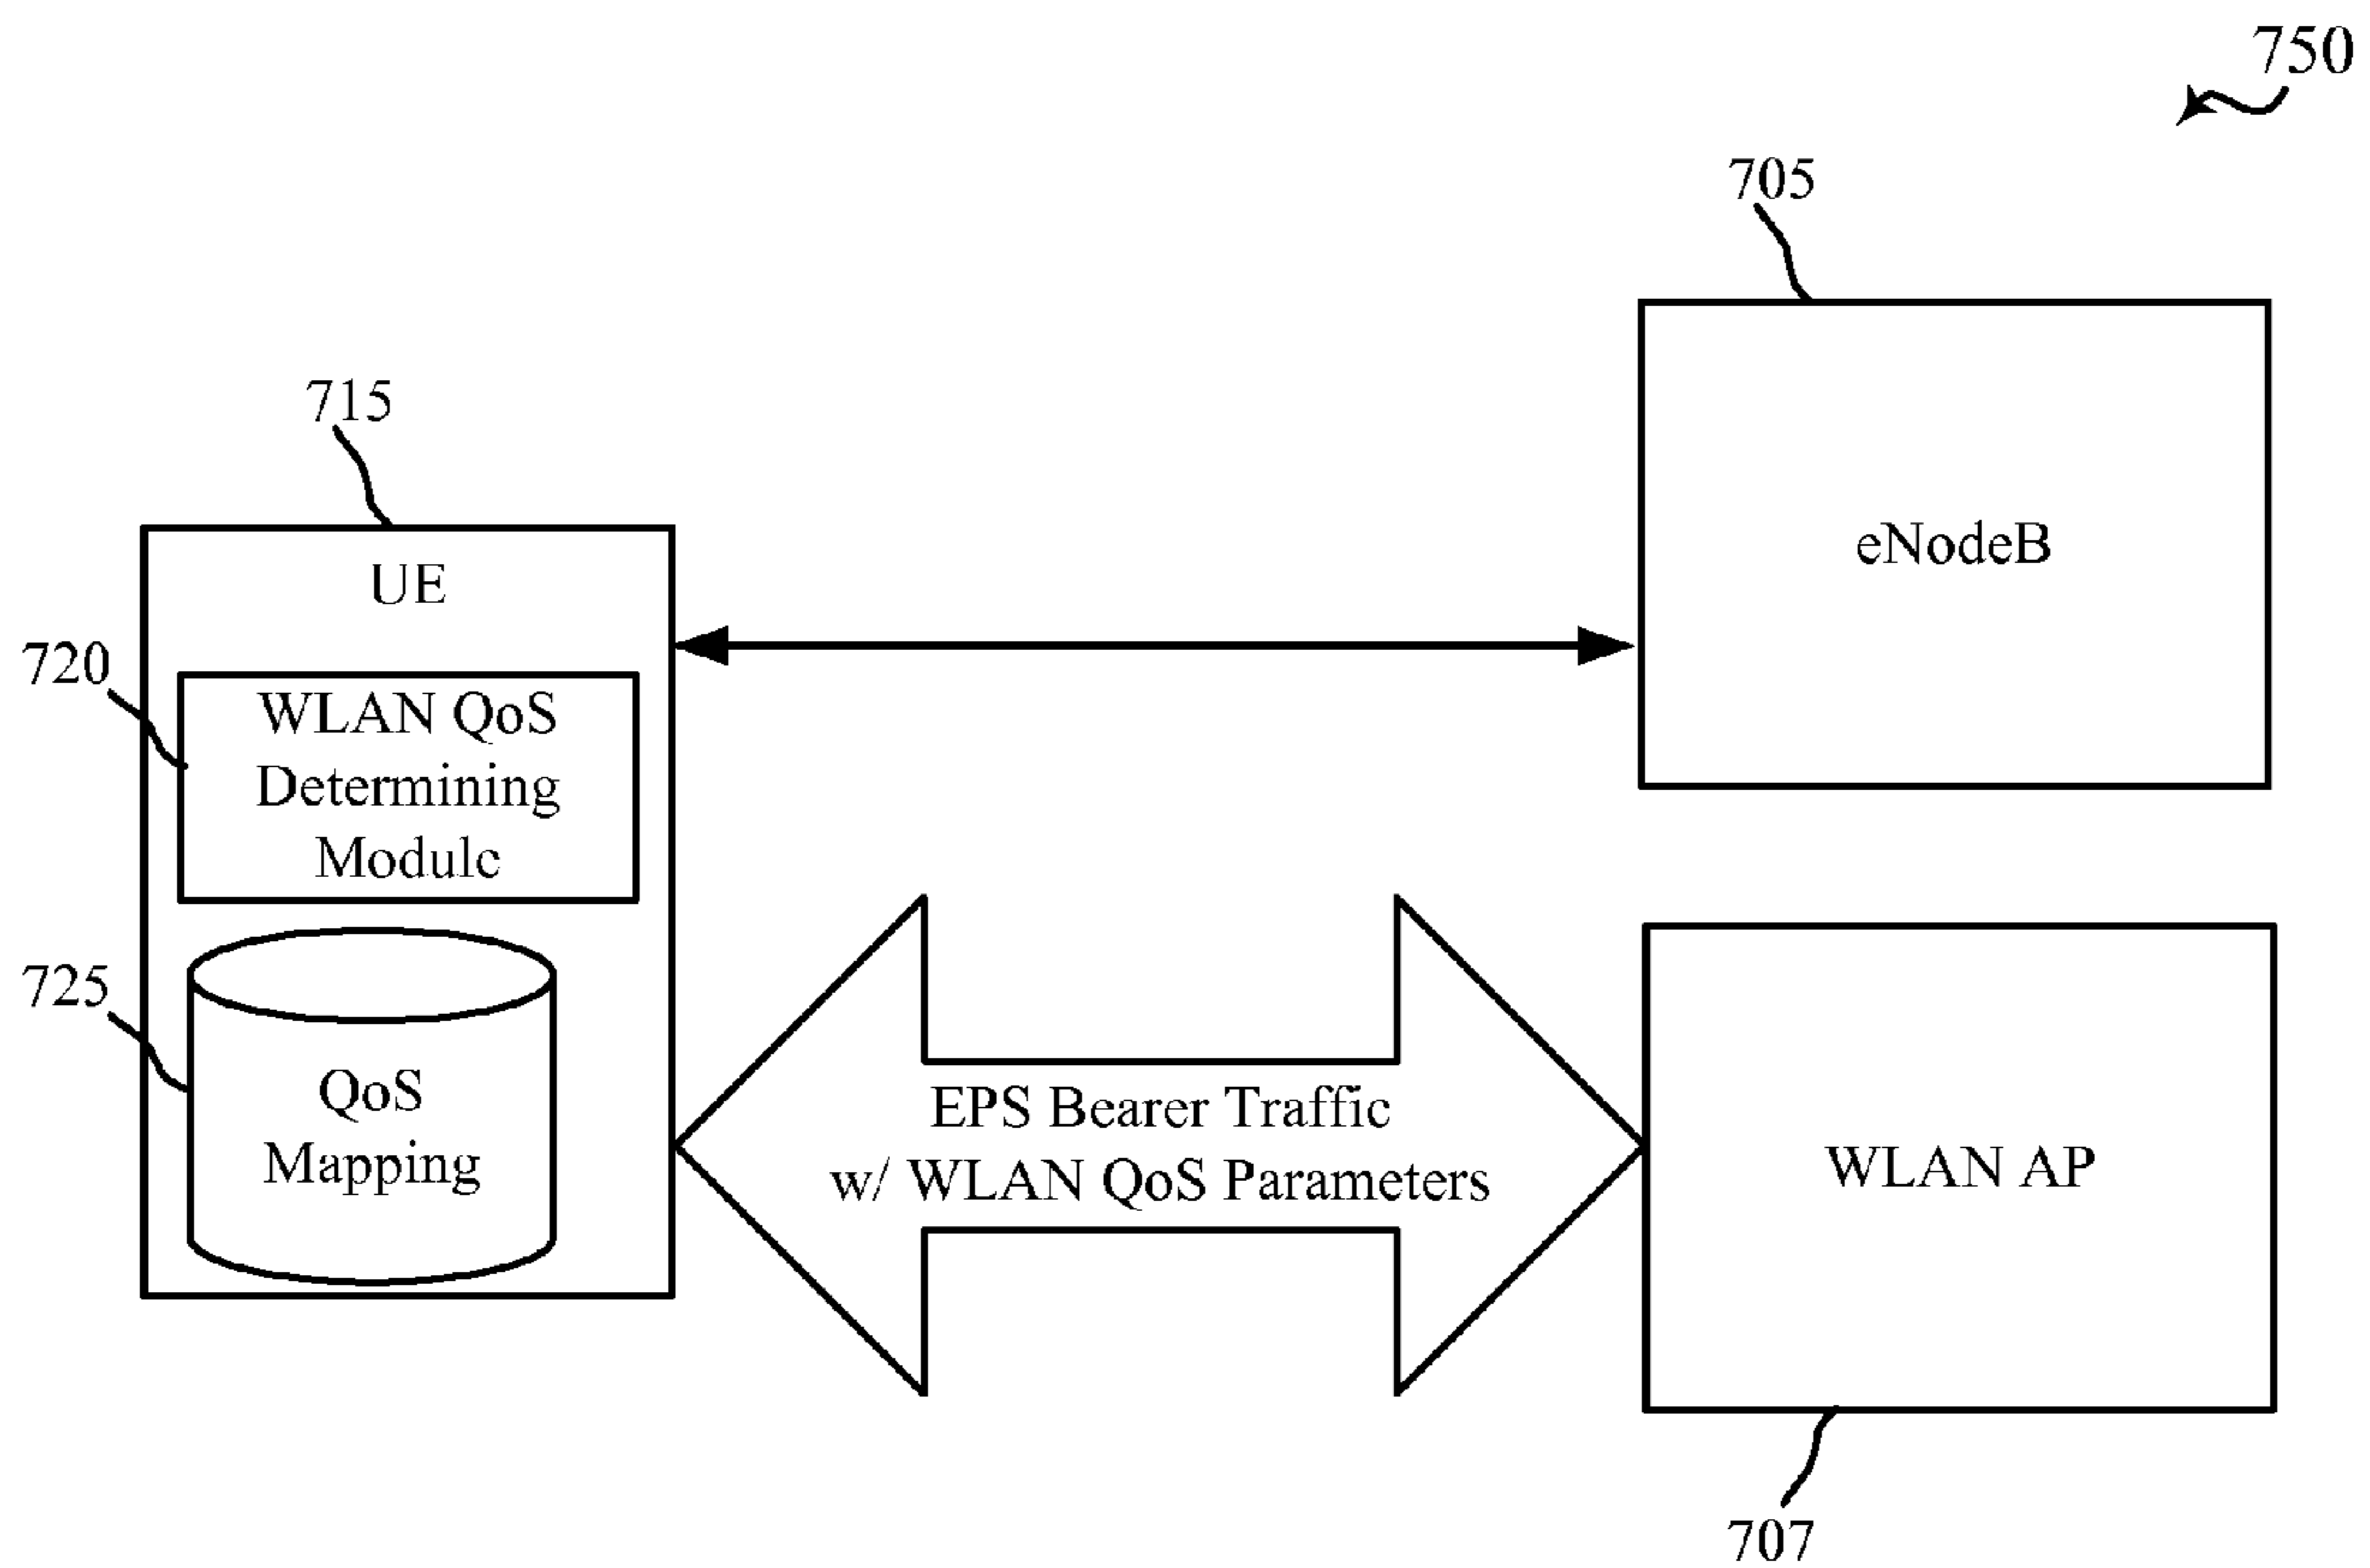 750
705
715
eNodeB
UE
720
WLAN QoS
Determining
Module
725
QoS
Mapping
EPS Bearer Traffic
w/ WLAN QoS Parameters
WLAN AP
707